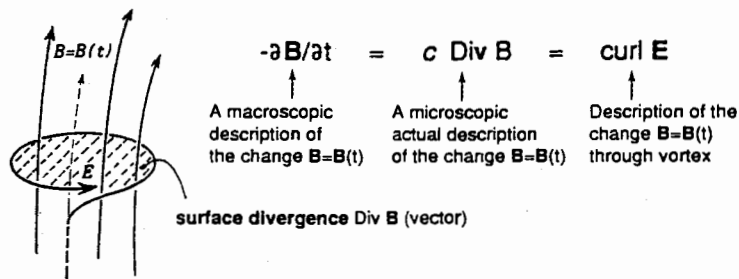 B=B(t)
-∂B/∂t = c Div B = curl E
A macroscopic
description of
the change B=B(t)
A microscopic
actual description
of the change B=B(t)
Description of the
change B=B(t)
through vortex
E
surface divergence Div B (vector)